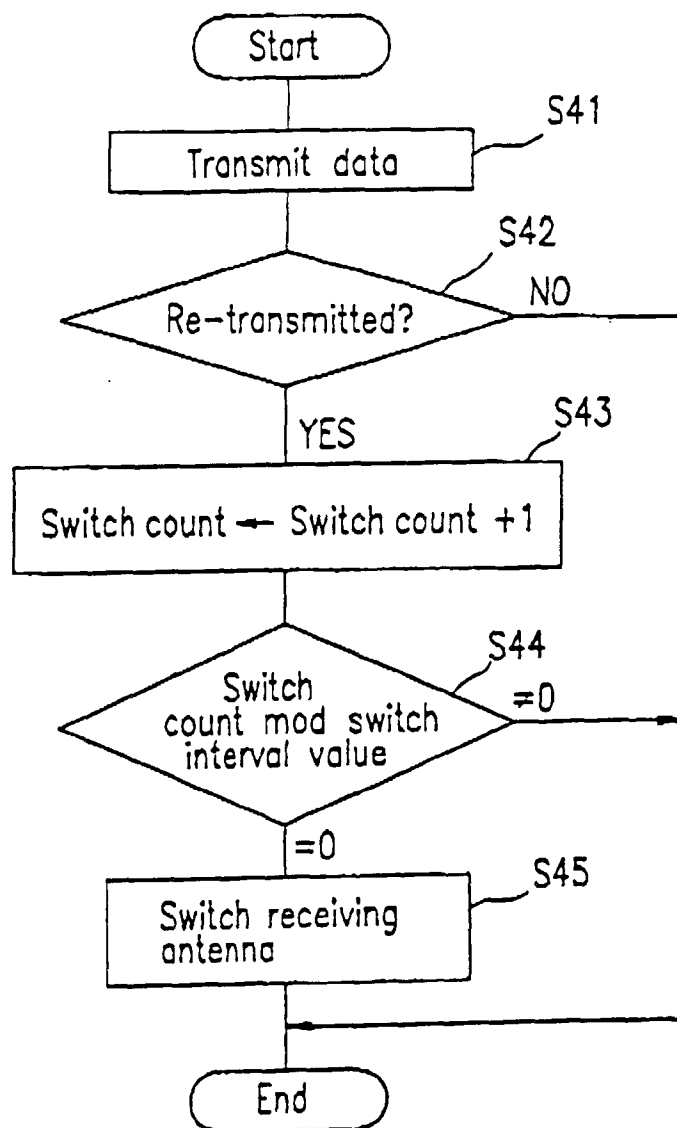 Start
S41
Transmit data
S42
Re-transmitted?
NO
YES
S43
Switch count ← Switch count +1
S44
Switch
count mod switch
interval value
≠0
=0
S45
Switch receiving
antenna
End